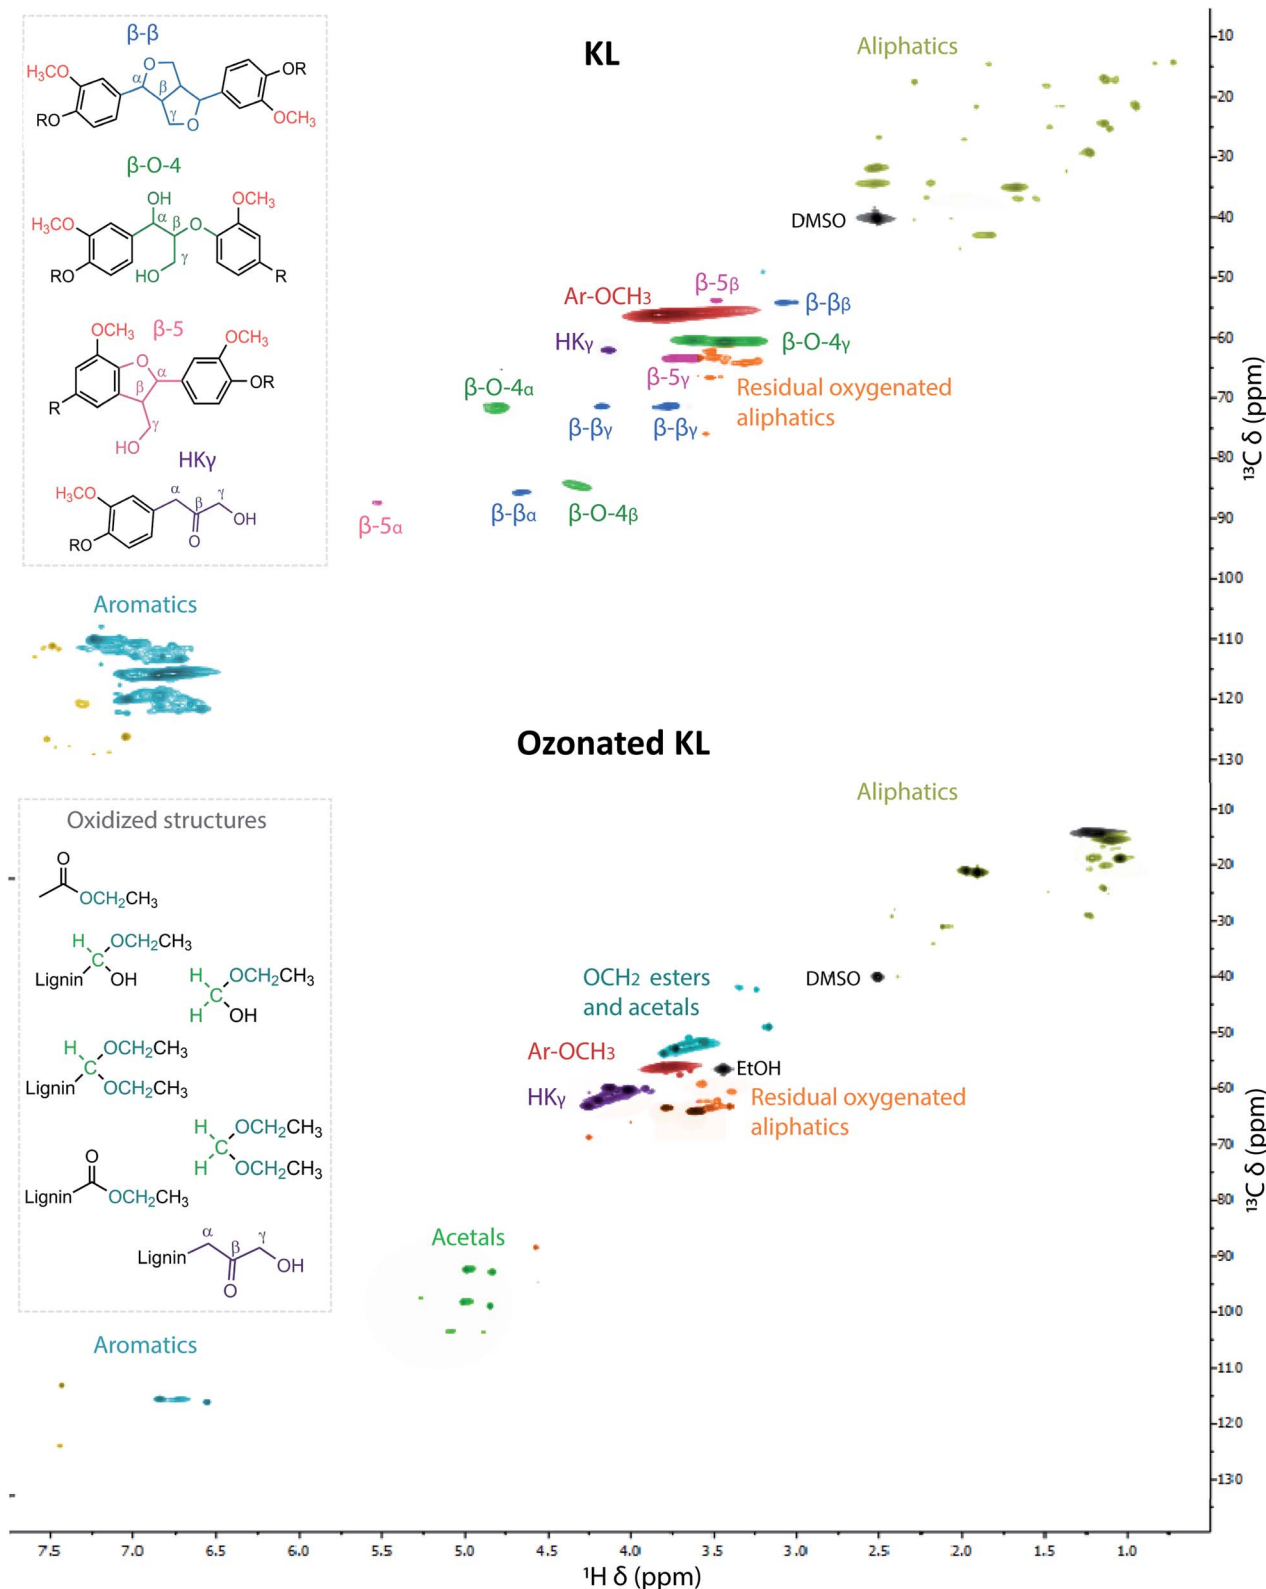 KL
β-β
H₃CO
α
β
γ
O
O
RO
OR
OCH₃
β-O-4
OH
OCH₃
H₃CO
α
β
O
γ
HO
RO
R
β-5
OCH₃
OCH₃
O
α
β
OR
R
γ
HO
HKγ
H₃CO
α
β
γ
OH
RO
O
Aliphatics
DMSO
β-5β
Ar-OCH₃
β-ββ
HKγ
β-O-4γ
β-5γ
Residual oxygenated
aliphatics
β-O-4α
β-βγ
β-βγ
β-βα
β-O-4β
β-5α
Aromatics
10
20
30
40
50
60
70
80
90
100
110
120
130
¹³C δ (ppm)
Ozonated KL
Oxidized structures
O
OCH₂CH₃
H
OCH₂CH₃
C
Lignin
OH
H
OCH₂CH₃
C
H
OH
H
OCH₂CH₃
C
Lignin
OCH₂CH₃
H
OCH₂CH₃
C
H
OCH₂CH₃
O
Lignin
OCH₂CH₃
α
β
γ
Lignin
OH
O
Aliphatics
DMSO
OCH₂ esters
and acetals
Ar-OCH₃
EtOH
HKγ
Residual oxygenated
aliphatics
Acetals
Aromatics
10
20
30
40
50
60
70
80
90
100
110
120
130
¹³C δ (ppm)
7.5 7.0 6.5 6.0 5.5 5.0 4.5 4.0 3.5 3.0 2.5 2.0 1.5 1.0
¹H δ (ppm)